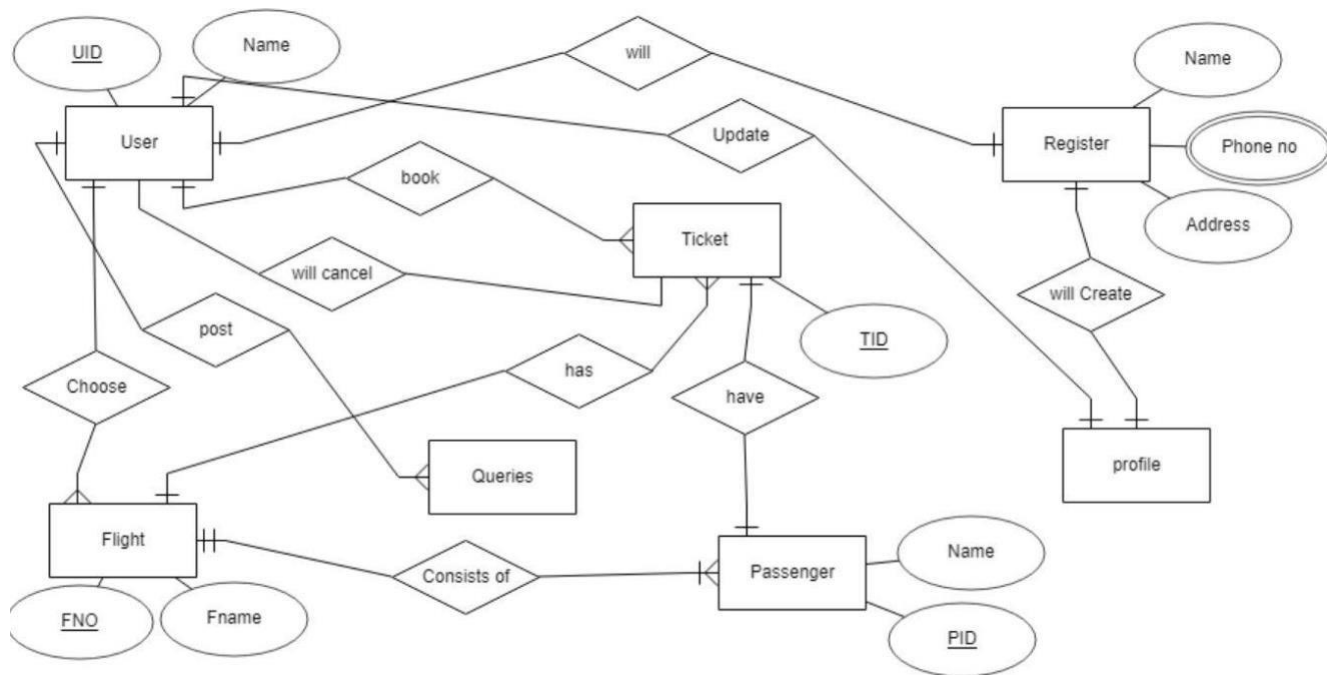 UID
Name
will
Name
User
Update
Register
Phone no
book
Ticket
Address
will cancel
will Create
post
TID
has
Choose
have
profile
Queries
Flight
Consists of
Passenger
Name
FNO
Fname
PID